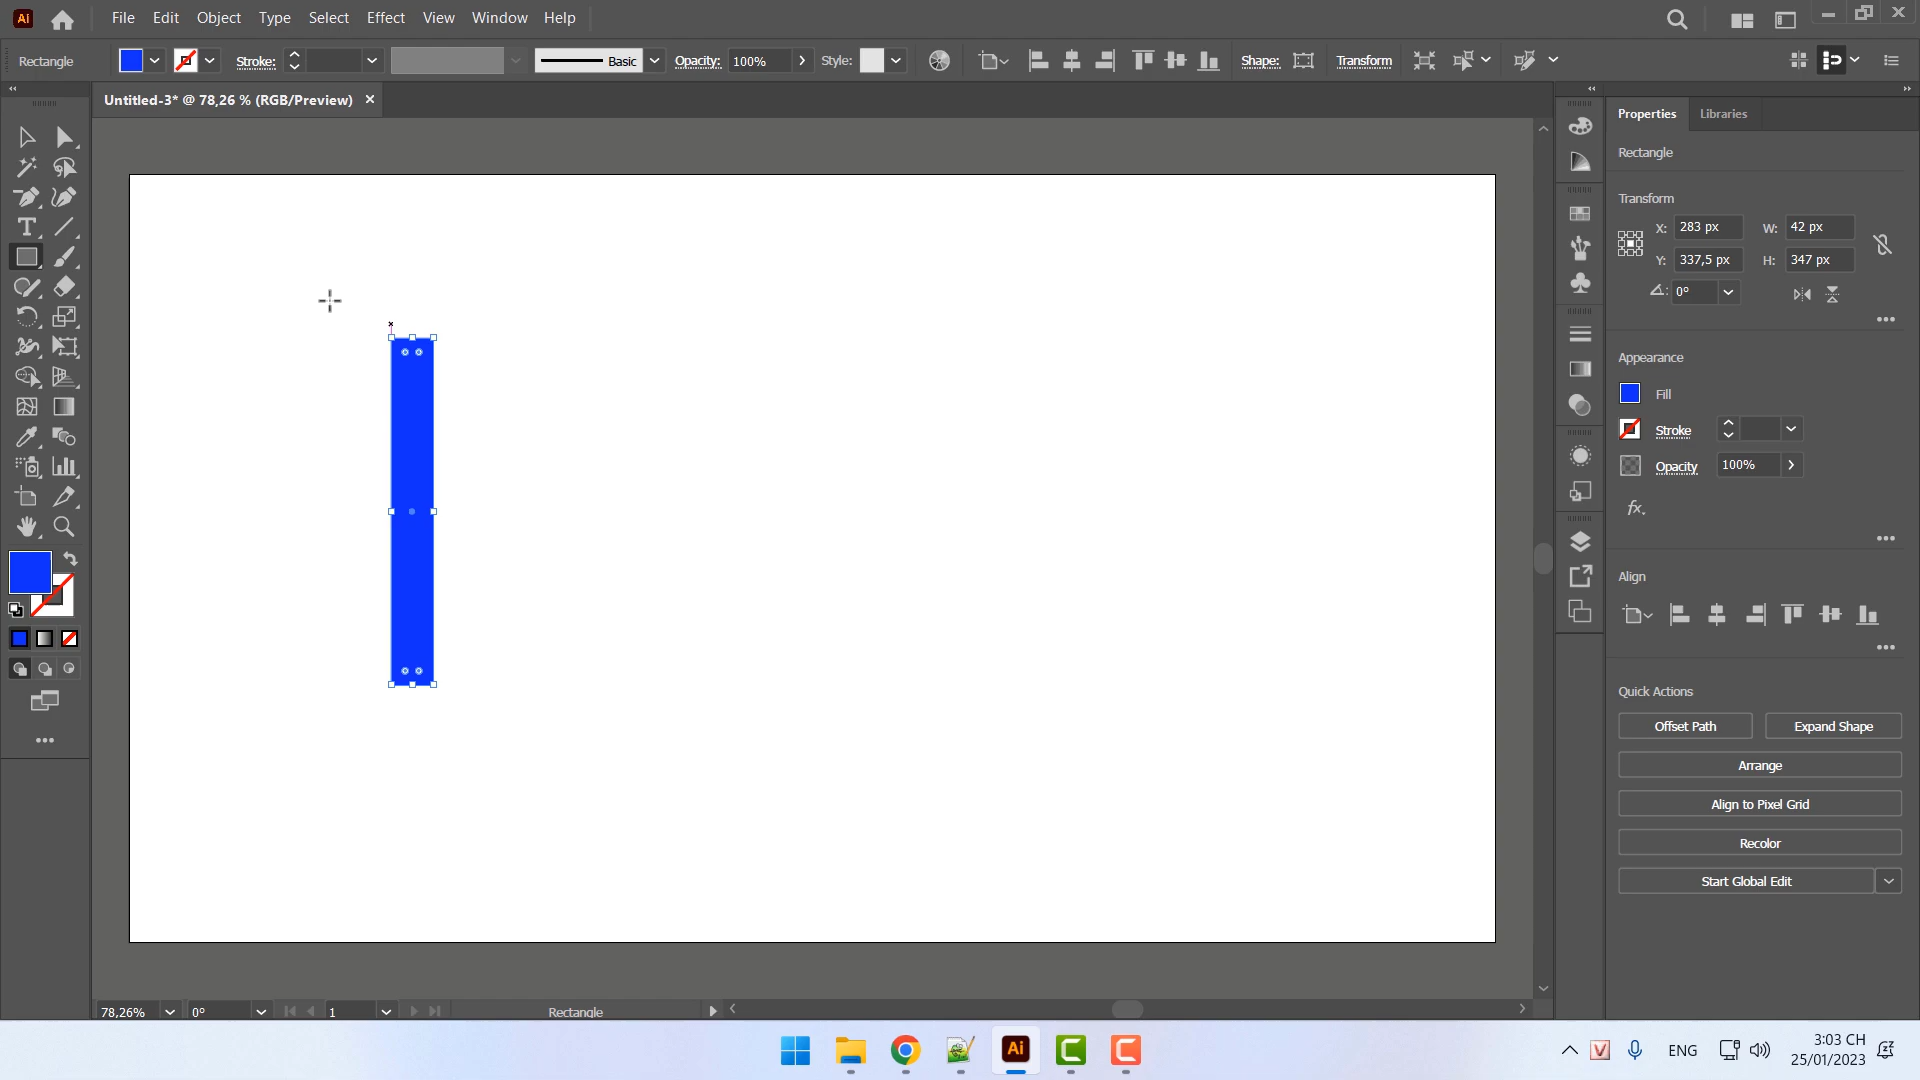 Ai File Edit Object Type Select Effect View Window Help
Rectangle Stroke: Basic Opacity: 100% Style: Shape: Transform
Untitled-3* @ 78,26 % (RGB/Preview) ×
Properties Libraries
Rectangle
Transform
X: 283 px W: 42 px
Y: 337,5 px H: 347 px
0°
Appearance
Fill
Stroke
Opacity 100%
fx.
Align
Quick Actions
Offset Path Expand Shape
Arrange
Align to Pixel Grid
Recolor
Start Global Edit
78,26% 0° 1 Rectangle
Ai
V ENG
3:03 CH
25/01/2023